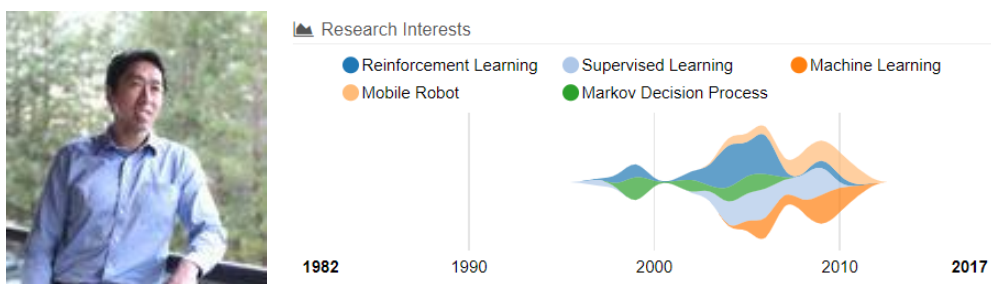 Research Interests
Reinforcement Learning Supervised Learning Machine Learning
Mobile Robot Markov Decision Process
1982 1990 2000 2010 2017